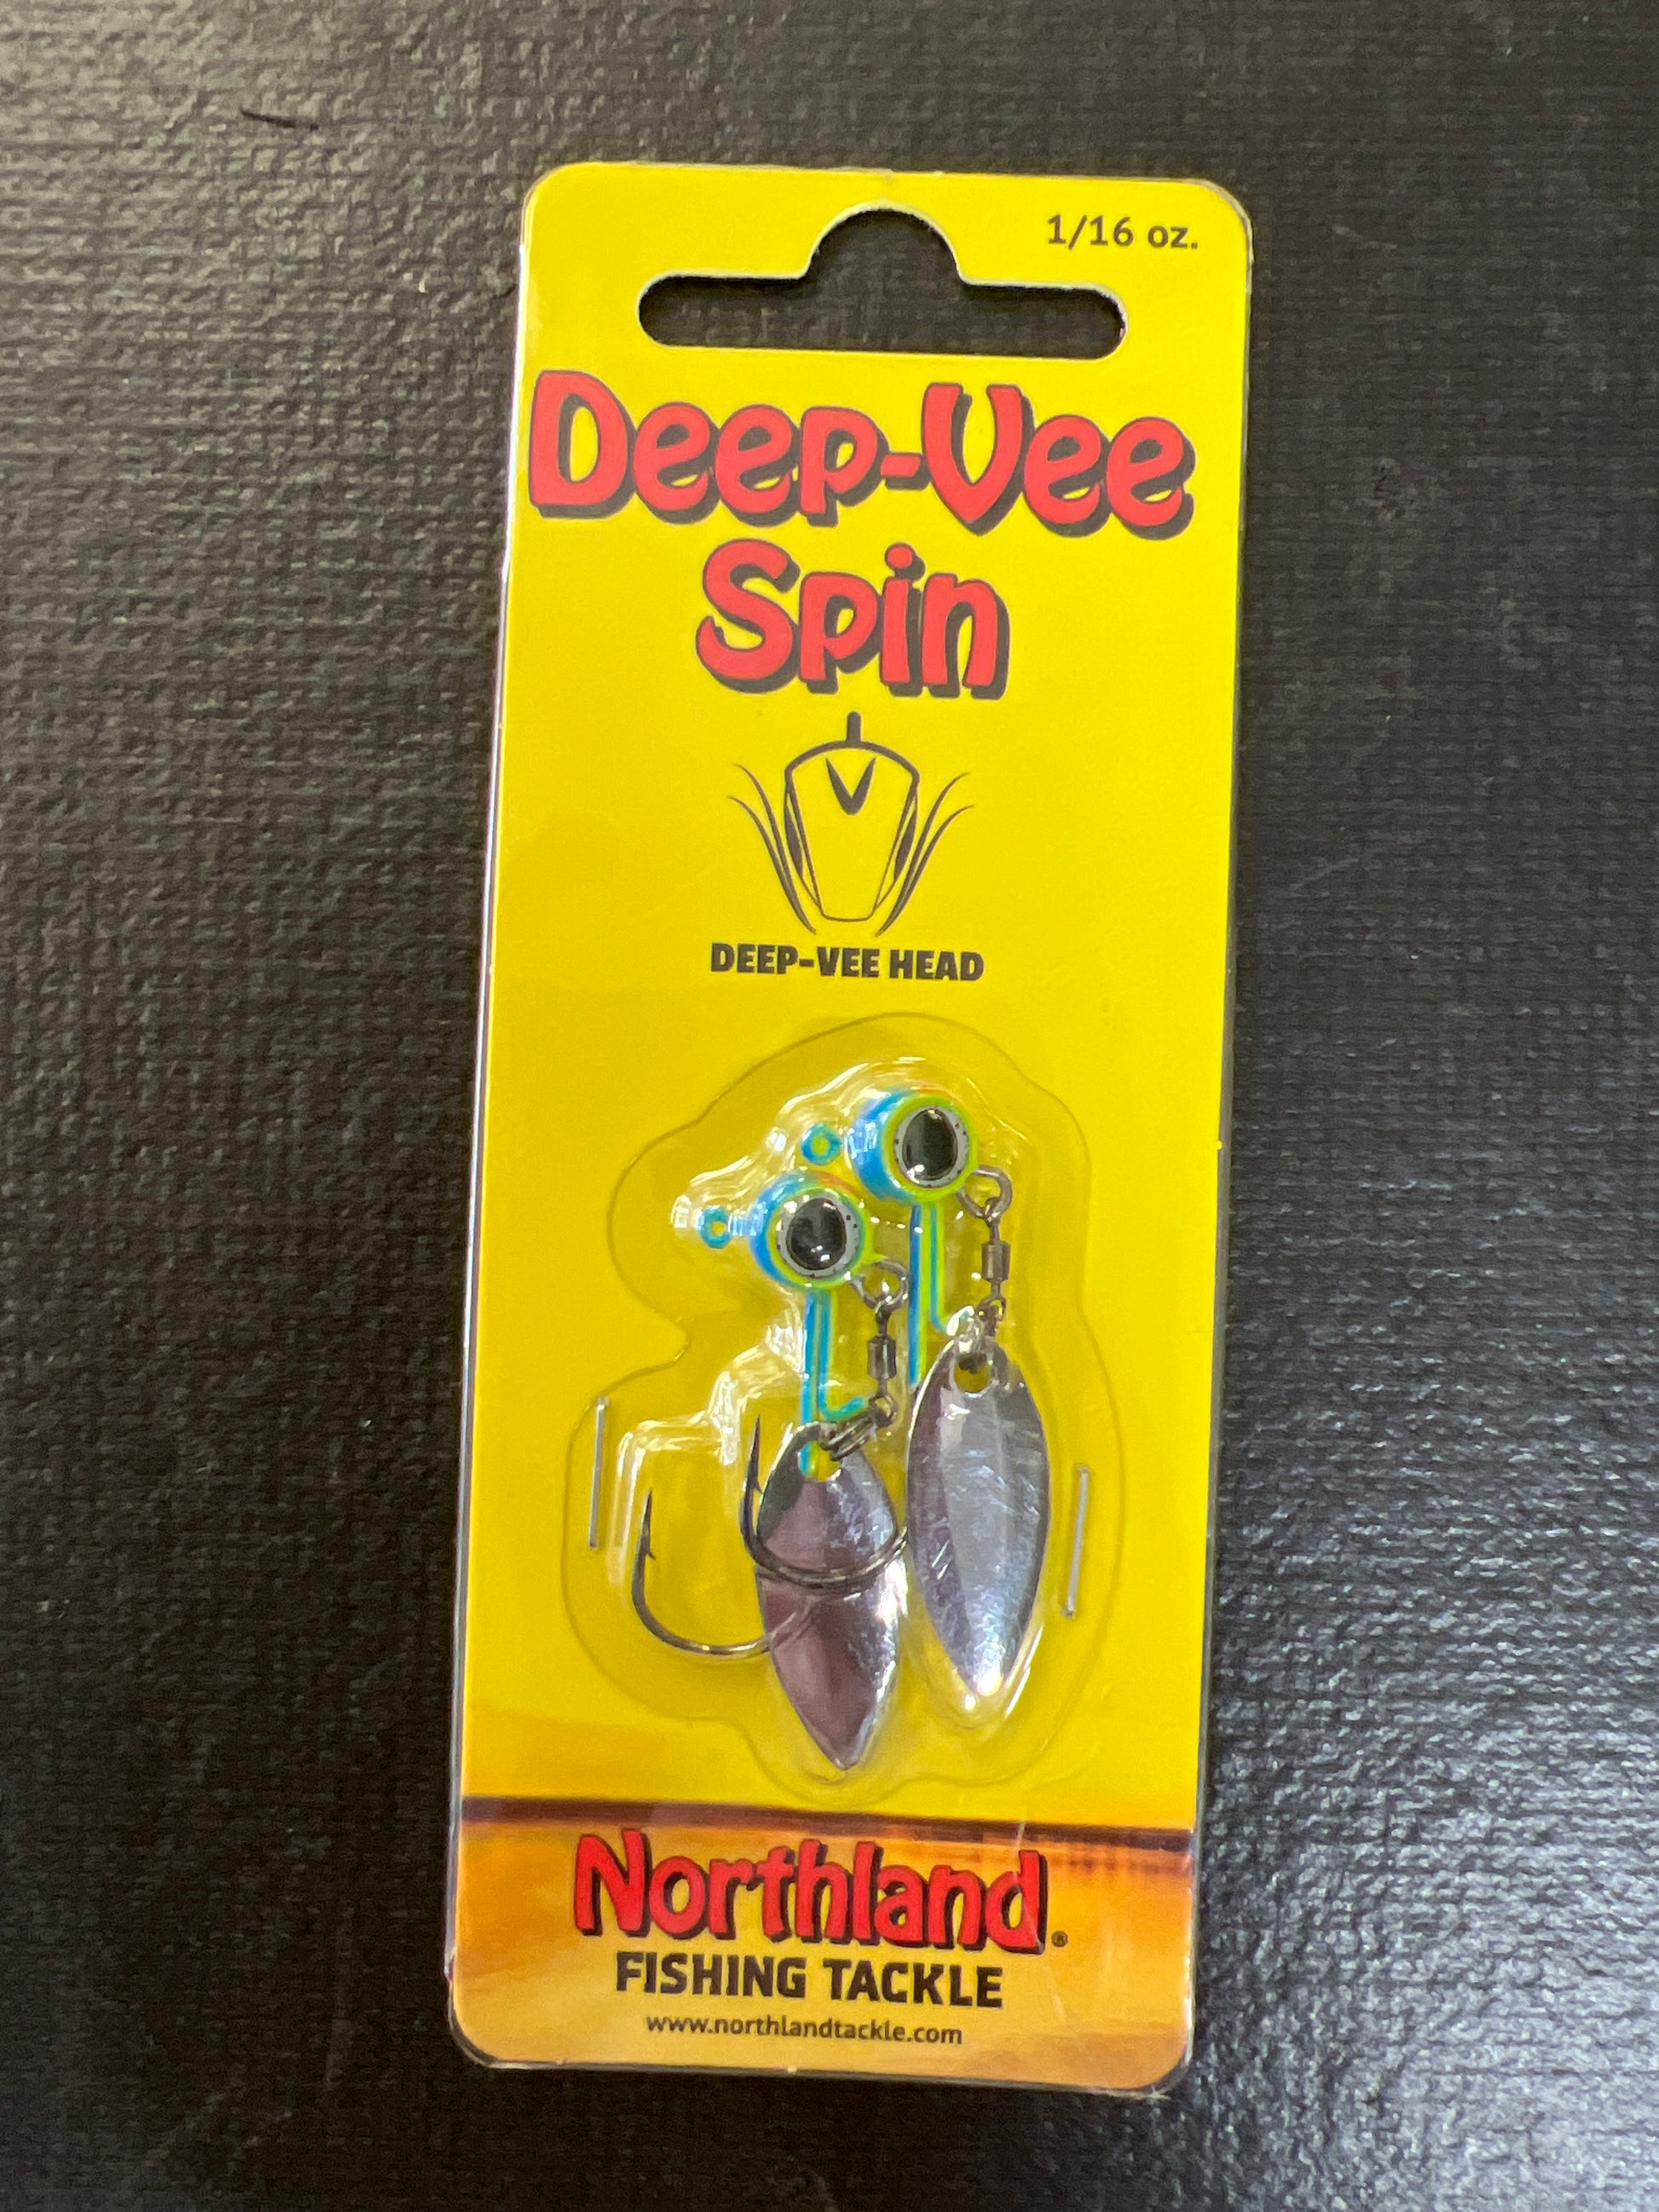 1/16 oz.
Deep-Vee
Spin
DEEP-VEE HEAD
Northland®
FISHING TACKLE
www.northlandtackle.com